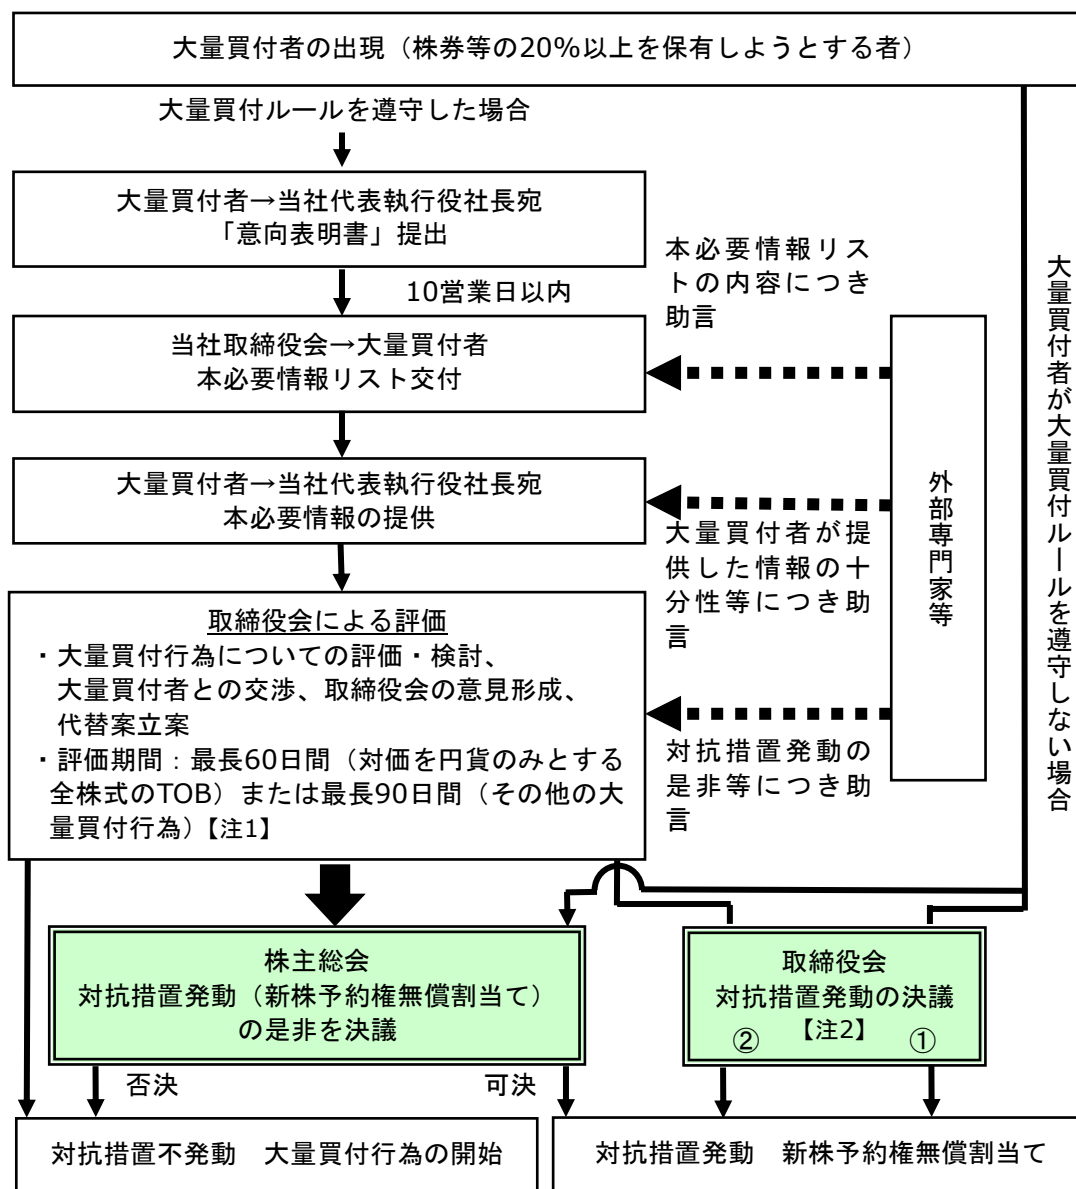 大量買付者の出現（株券等の20%以上を保有しようとする者）
大量買付ルールを遵守した場合
大量買付者→当社代表執行役社長宛
「意向表明書」提出
10営業日以内
当社取締役会→大量買付者
本必要情報リスト交付
大量買付者→当社代表執行役社長宛
本必要情報の提供
取締役会による評価
・大量買付行為についての評価・検討、
大量買付者との交渉、取締役会の意見形成、
代替案立案
・評価期間：最長60日間（対価を円貨のみとする
全株式のTOB）または最長90日間（その他の大
量買付行為）【注1】
本必要情報リス
トの内容につき
助言
大量買付者が提
供した情報の十
分性等につき助
言
対抗措置発動の
是非等につき助
言
外部専門家等
大量買付者が大量買付ルールを遵守しない場合
株主総会
対抗措置発動（新株予約権無償割当て）
の是非を決議
取締役会
対抗措置発動の決議
【注2】
② ①
否決
可決
対抗措置不発動　大量買付行為の開始
対抗措置発動　新株予約権無償割当て